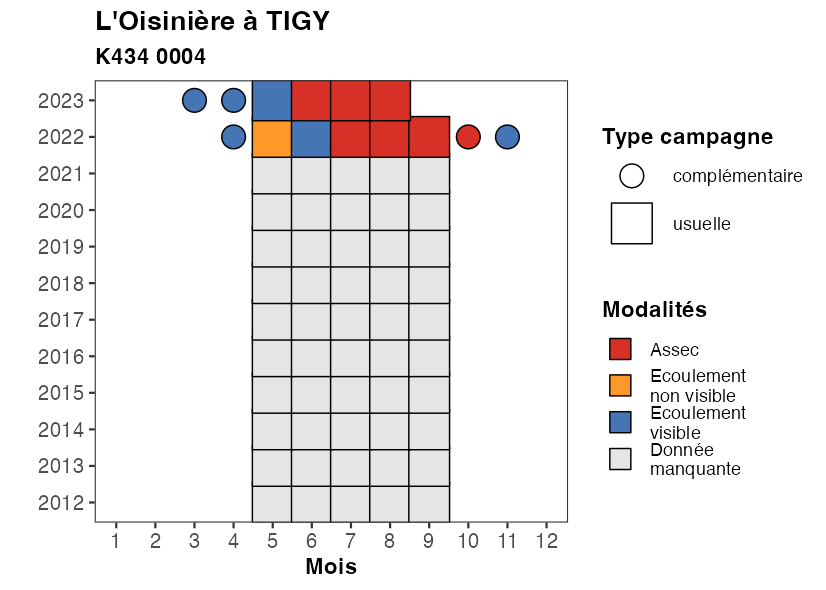 L'Oisinière à TIGY
K434 0004
2023
2022
2021
2020
2019
2018
2017
2016
2015
2014
2013
2012
1 2 3 4 5 6 7 8 9 10 11 12
Mois
Type campagne
complémentaire
usuelle
Modalités
Assec
Ecoulement
non visible
Ecoulement
visible
Donnée
manquante